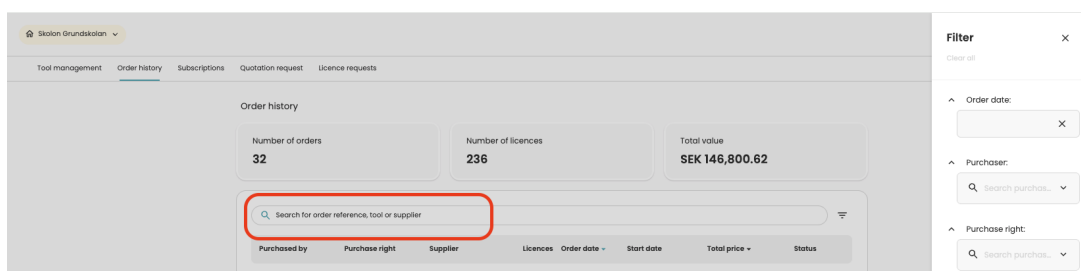 Skolon Grundskolan
Tool management Order history Subscriptions Quotation request Licence requests
Order history
Number of orders
32
Number of licences
236
Total value
SEK 146,800.62
Search for order reference, tool or supplier
Purchased by Purchase right Supplier Licences Order date Start date Total price Status
Filter
Clear all
Order date:
Purchaser:
Search purchas...
Purchase right:
Search purchas...